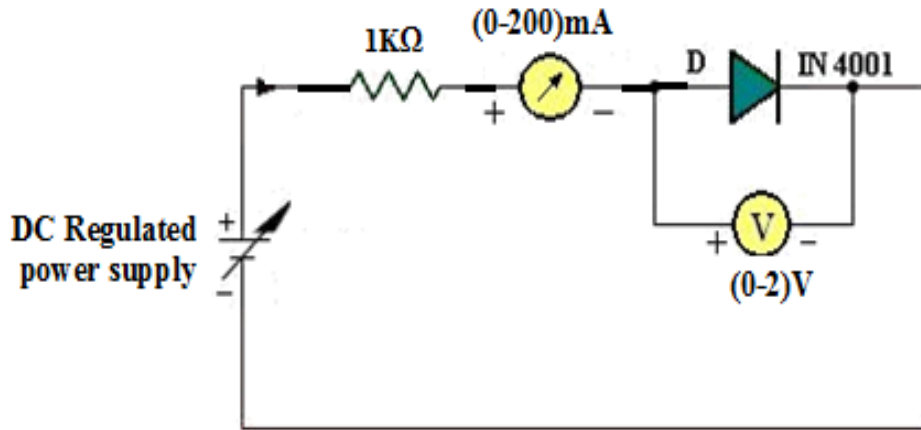 1KΩ
(0-200)mA
D
IN 4001
+
−
DC Regulated
power supply
+
−
+
V
−
(0-2)V